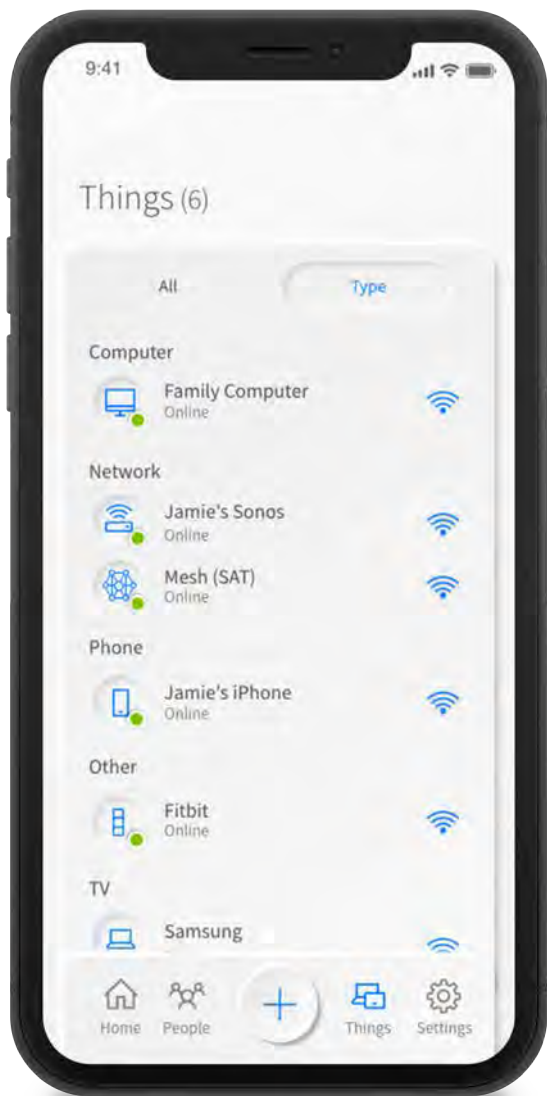 9:41
Things (6)
All Type
Computer
Family Computer
Online
Network
Jamie's Sonos
Online
Mesh (SAT)
Online
Phone
Jamie's iPhone
Online
Other
Fitbit
Online
TV
Samsung
Home People Things Settings